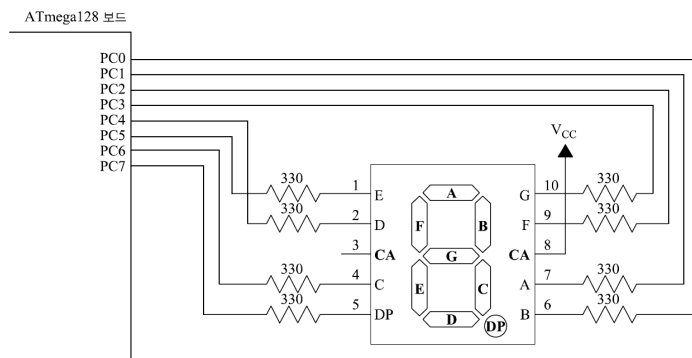 ATmega128 보드
PC0
PC1
PC2
PC3
PC4
PC5
PC6
PC7
V_CC
330 1 E A G 10 330
330 2 D F B F 9 330
3 CA G CA 8
330 4 C E C A 7 330
330 5 DP D DP B 6 330